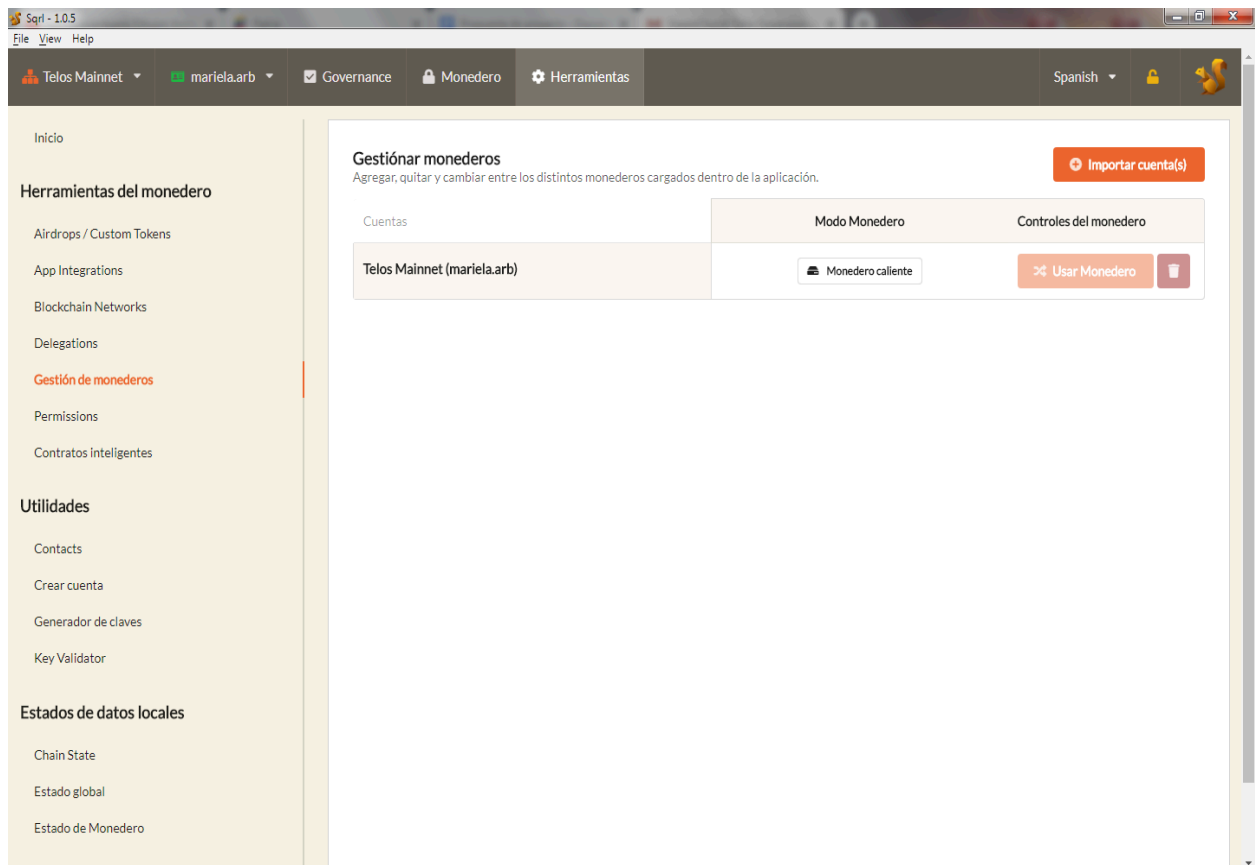 Sqrl - 1.0.5
File View Help
Telos Mainnet mariela.arb Governance Monedero Herramientas Spanish
Inicio
Herramientas del monedero
Airdrops / Custom Tokens
App Integrations
Blockchain Networks
Delegations
Gestión de monederos
Permissions
Contratos inteligentes
Utilidades
Contacts
Crear cuenta
Generador de claves
Key Validator
Estados de datos locales
Chain State
Estado global
Estado de Monedero
Gestiónar monederos
Agregar, quitar y cambiar entre los distintos monederos cargados dentro de la aplicación.
Importar cuenta(s)
Cuentas Modo Monedero Controles del monedero
Telos Mainnet (mariela.arb) Monedero caliente Usar Monedero